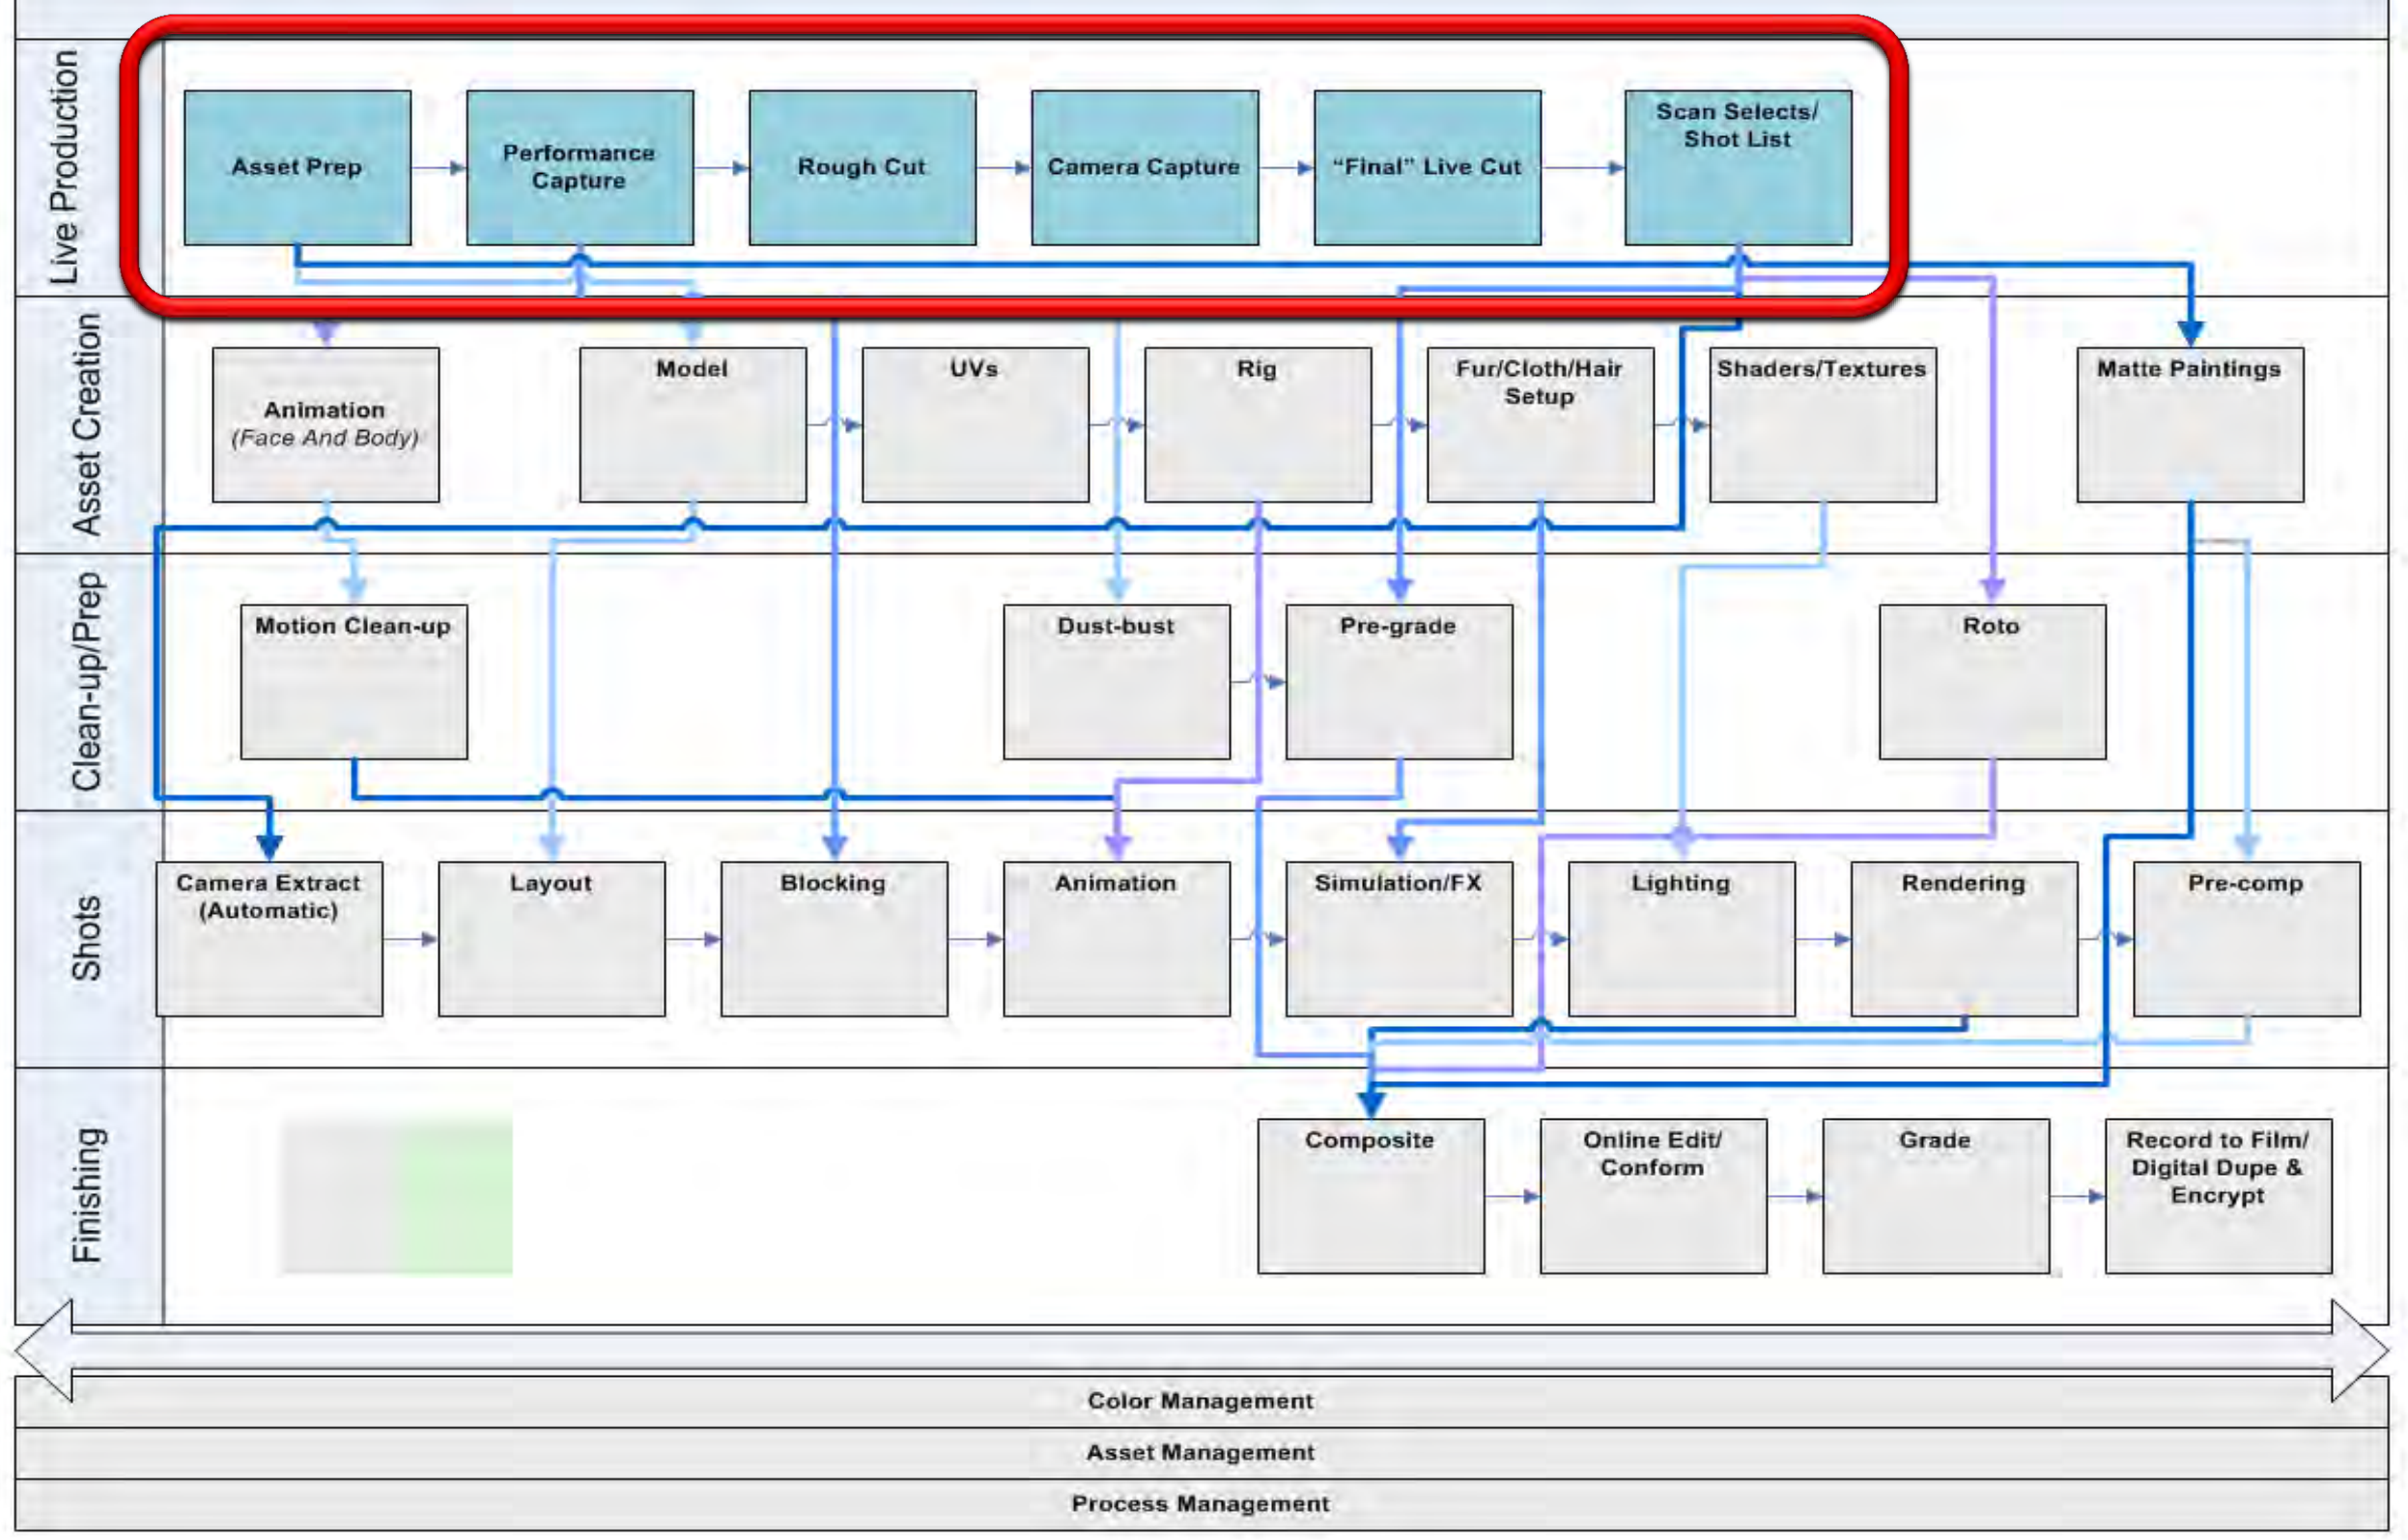 Live Production
Asset Prep
Performance
Capture
Rough Cut
Camera Capture
“Final” Live Cut
Scan Selects/
Shot List
Asset Creation
Animation
(Face And Body)
Model
UVs
Rig
Fur/Cloth/Hair
Setup
Shaders/Textures
Matte Paintings
Clean-up/Prep
Motion Clean-up
Dust-bust
Pre-grade
Roto
Shots
Camera Extract
(Automatic)
Layout
Blocking
Animation
Simulation/FX
Lighting
Rendering
Pre-comp
Finishing
Composite
Online Edit/
Conform
Grade
Record to Film/
Digital Dupe &
Encrypt
Color Management
Asset Management
Process Management